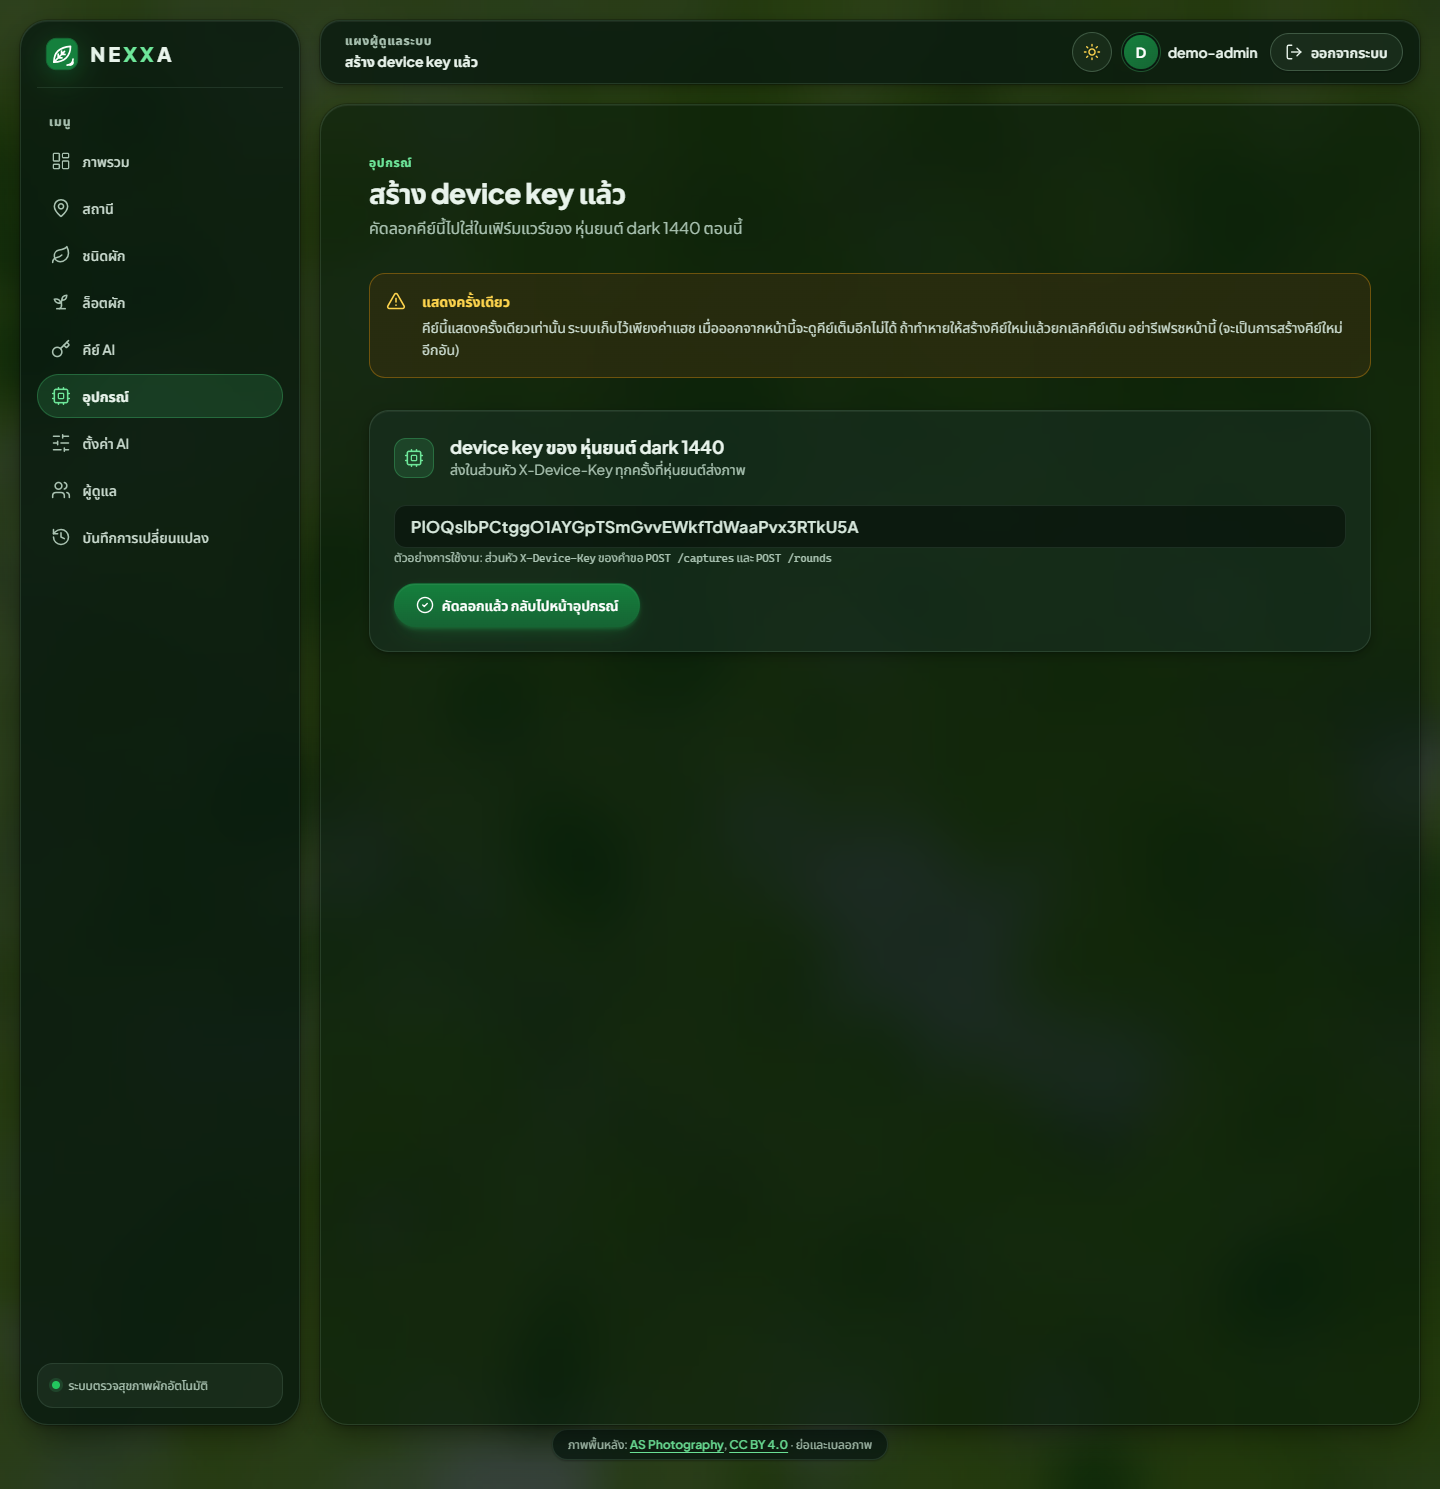 NEXXA
เมนู
ภาพรวม
สถานี
ชนิดผัก
ล็อตผัก
คีย์ AI
อุปกรณ์
ตั้งค่า AI
ผู้ดูแล
บันทึกการเปลี่ยนแปลง
ระบบตรวจสุขภาพผักอัตโนมัติ
แผงผู้ดูแลระบบ
สร้าง device key แล้ว
D demo-admin ออกจากระบบ
อุปกรณ์
สร้าง device key แล้ว
คัดลอกคีย์นี้ไปใส่ในเฟิร์มแวร์ของ หุ่นยนต์ dark 1440 ตอนนี้
แสดงครั้งเดียว
คีย์นี้แสดงครั้งเดียวเท่านั้น ระบบเก็บไว้เพียงค่าแฮช เมื่อออกจากหน้านี้จะดูคีย์เต็มอีกไม่ได้ ถ้าทำหายให้สร้างคีย์ใหม่แล้วยกเลิกคีย์เดิม อย่ารีเฟรชหน้านี้ (จะเป็นการสร้างคีย์ใหม่
อีกอัน)
device key ของ หุ่นยนต์ dark 1440
ส่งในส่วนหัว X-Device-Key ทุกครั้งที่หุ่นยนต์ส่งภาพ
PlOQslbPCtggO1AYGpTSmGvvEWkfTdWaaPvx3RTkU5A
ตัวอย่างการใช้งาน: ส่วนหัว X-Device-Key ของคำขอ POST /captures และ POST /rounds
คัดลอกแล้ว กลับไปหน้าอุปกรณ์
ภาพพื้นหลัง: AS Photography, CC BY 4.0 · ย่อและเบลอภาพ